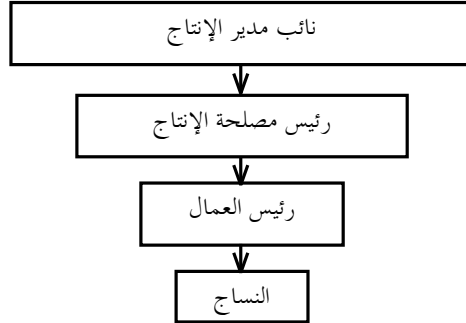 نائب مدير الإنتاج
رئيس مصلحة الإنتاج
رئيس العمال
النساج